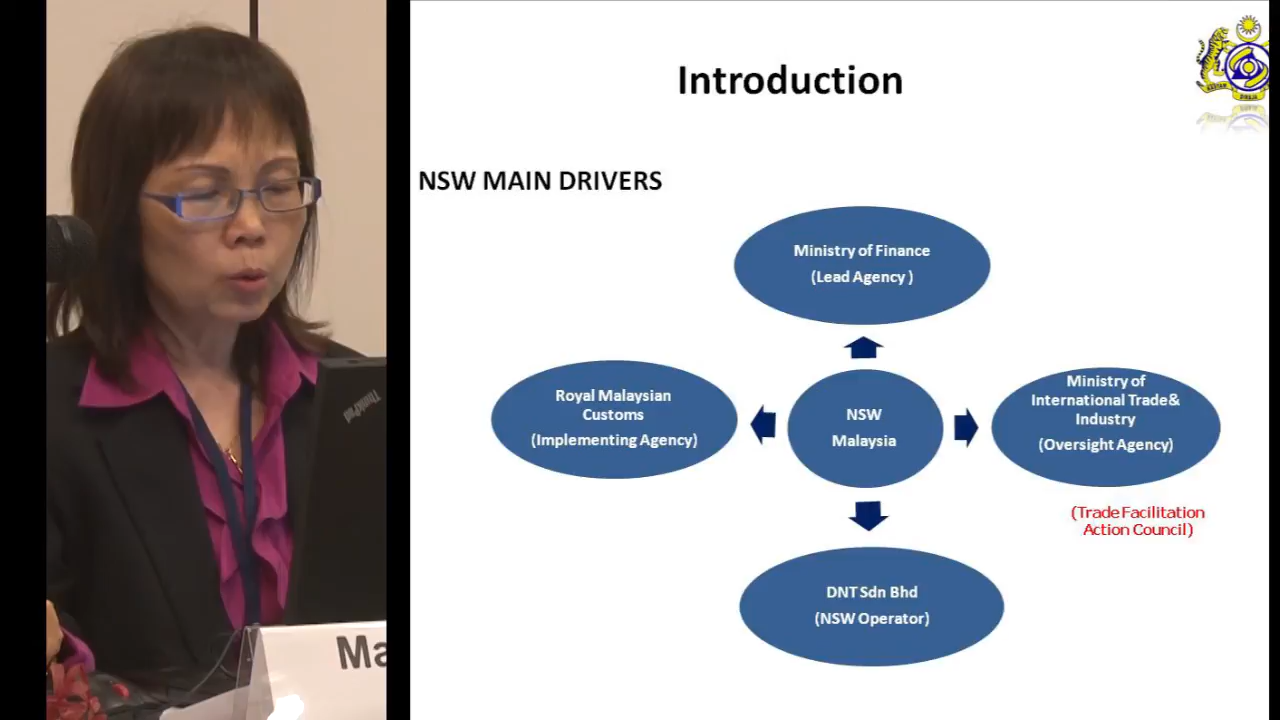 Introduction
NSW MAIN DRIVERS
Ministry of Finance
(Lead Agency )
Royal Malaysian
Customs
(Implementing Agency)
NSW
Malaysia
Ministry of
International Trade&
Industry
(Oversight Agency)
(Trade Facilitation
Action Council)
DNT Sdn Bhd
(NSW Operator)
ThinkPad
Ma